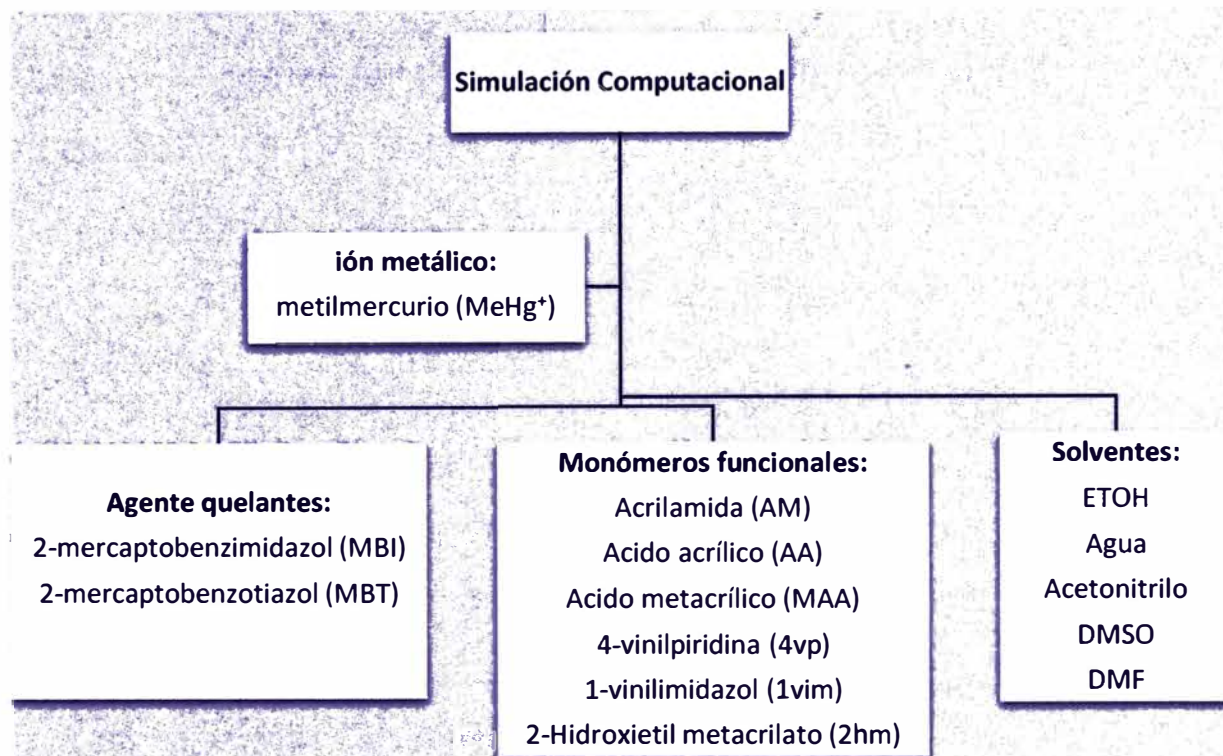 Simulación Computacional
ión metálico:
metilmercurio (MeHg⁺)
Agente quelantes:
2-mercaptobenzimidazol (MBI)
2-mercaptobenzotiazol (MBT)
Monómeros funcionales:
Acrilamida (AM)
Acido acrílico (AA)
Acido metacrílico (MAA)
4-vinilpiridina (4vp)
1-vinilimidazol (1vim)
2-Hidroxietil metacrilato (2hm)
Solventes:
ETOH
Agua
Acetonitrilo
DMSO
DMF